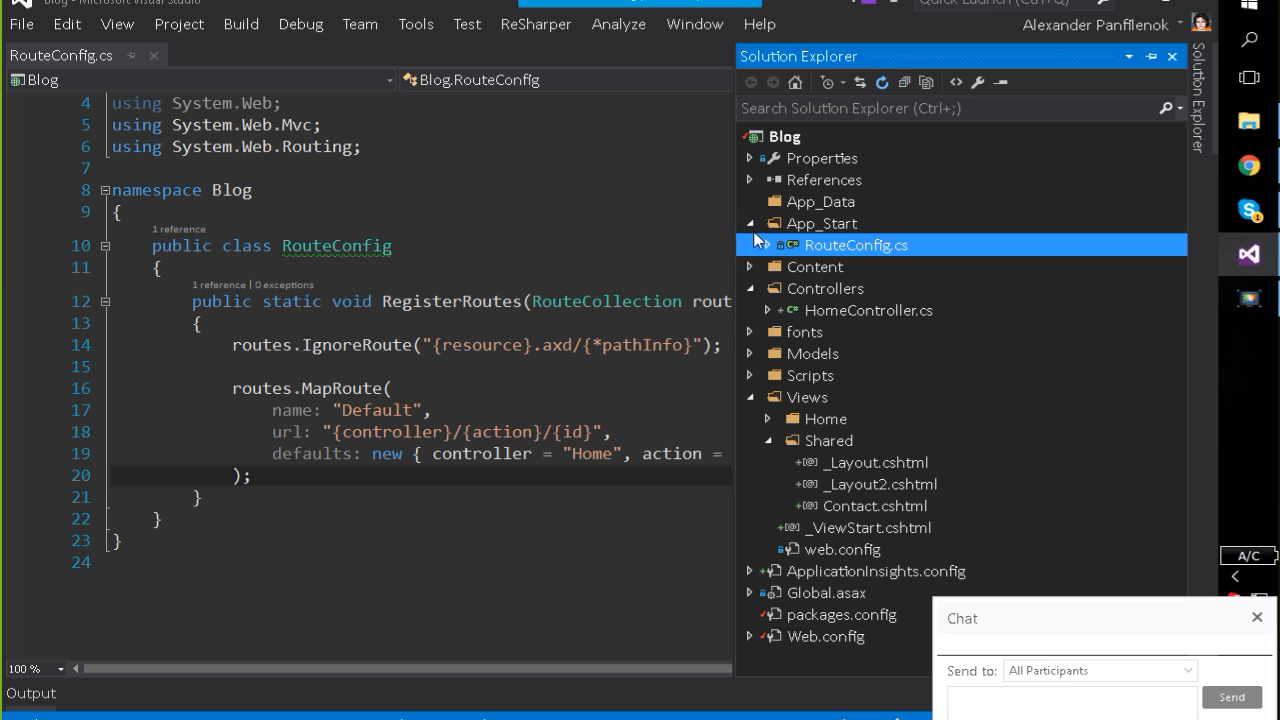 Blog - Microsoft Visual Studio
Quick Launch (Ctrl+Q)
File Edit View Project Build Debug Team Tools Test ReSharper Analyze Window Help
Alexander Panfilenok
RouteConfig.cs
Blog
Blog.RouteConfig
4 using System.Web;
5 using System.Web.Mvc;
6 using System.Web.Routing;
7
8 namespace Blog
9 {
1 reference
10 public class RouteConfig
11 {
1 reference | 0 exceptions
12 public static void RegisterRoutes(RouteCollection rout
13 {
14 routes.IgnoreRoute("{resource}.axd/{*pathInfo}");
15
16 routes.MapRoute(
17 name: "Default",
18 url: "{controller}/{action}/{id}",
19 defaults: new { controller = "Home", action =
20 );
21 }
22 }
23 }
24
100 %
Output
Solution Explorer
Search Solution Explorer (Ctrl+;)
Blog
Properties
References
App_Data
App_Start
RouteConfig.cs
Content
Controllers
HomeController.cs
fonts
Models
Scripts
Views
Home
Shared
_Layout.cshtml
_Layout2.cshtml
Contact.cshtml
_ViewStart.cshtml
web.config
ApplicationInsights.config
Global.asax
packages.config
Web.config
Solution Explorer
A/C
Chat
Send to: All Participants
Send